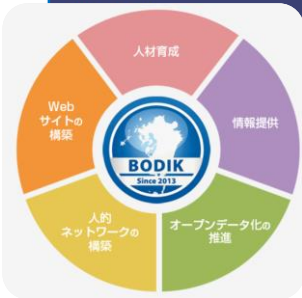 人材育成
Web
サイトの
構築
情報提供
BODIK
Since 2013
人的
ネットワークの
構築
オープンデータ化の
推進